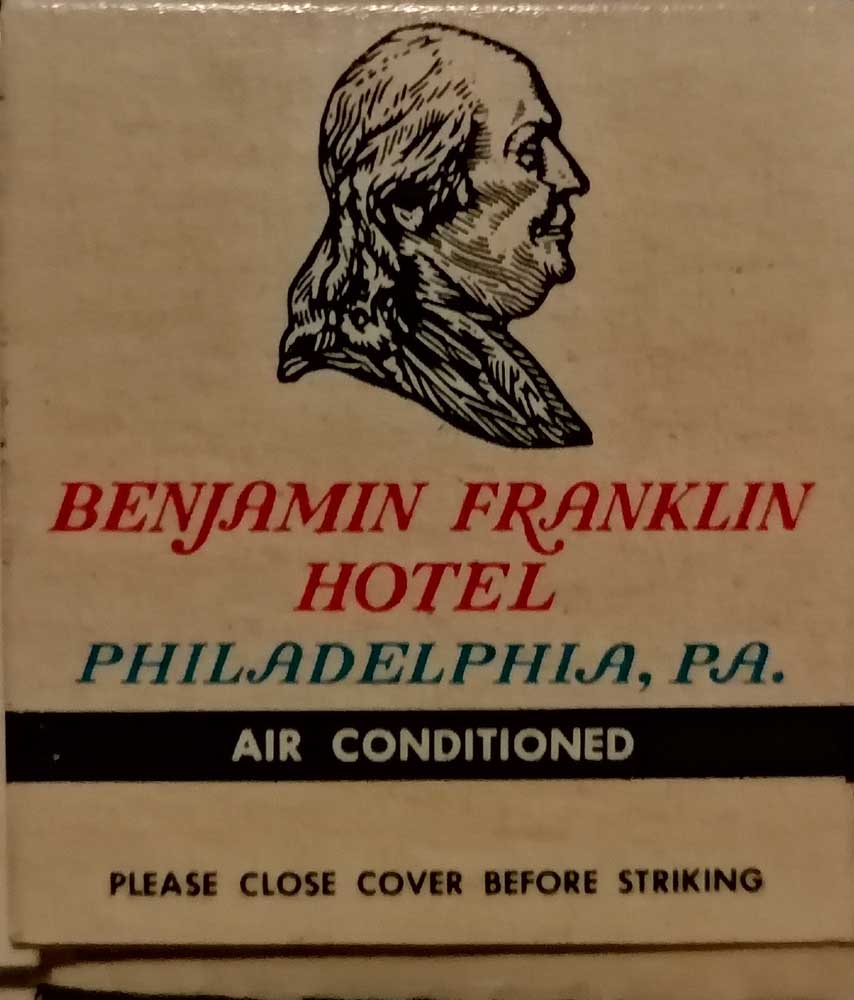 BENJAMIN FRANKLIN
HOTEL
PHILADELPHIA, PA.
AIR CONDITIONED
PLEASE CLOSE COVER BEFORE STRIKING